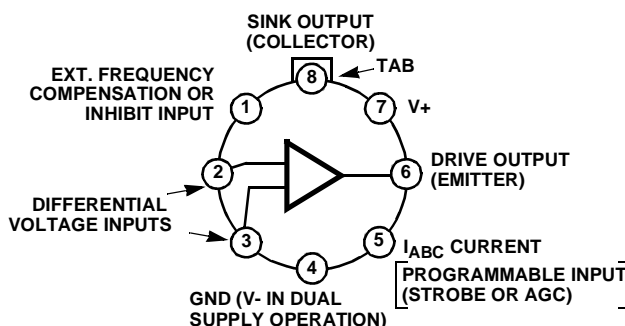 SINK OUTPUT
(COLLECTOR)
TAB
8
EXT. FREQUENCY
COMPENSATION OR
INHIBIT INPUT
1
7
V+
2
6
DRIVE OUTPUT
(EMITTER)
DIFFERENTIAL
VOLTAGE INPUTS
3
5
IABC CURRENT
PROGRAMMABLE INPUT
(STROBE OR AGC)
4
GND (V- IN DUAL
SUPPLY OPERATION)